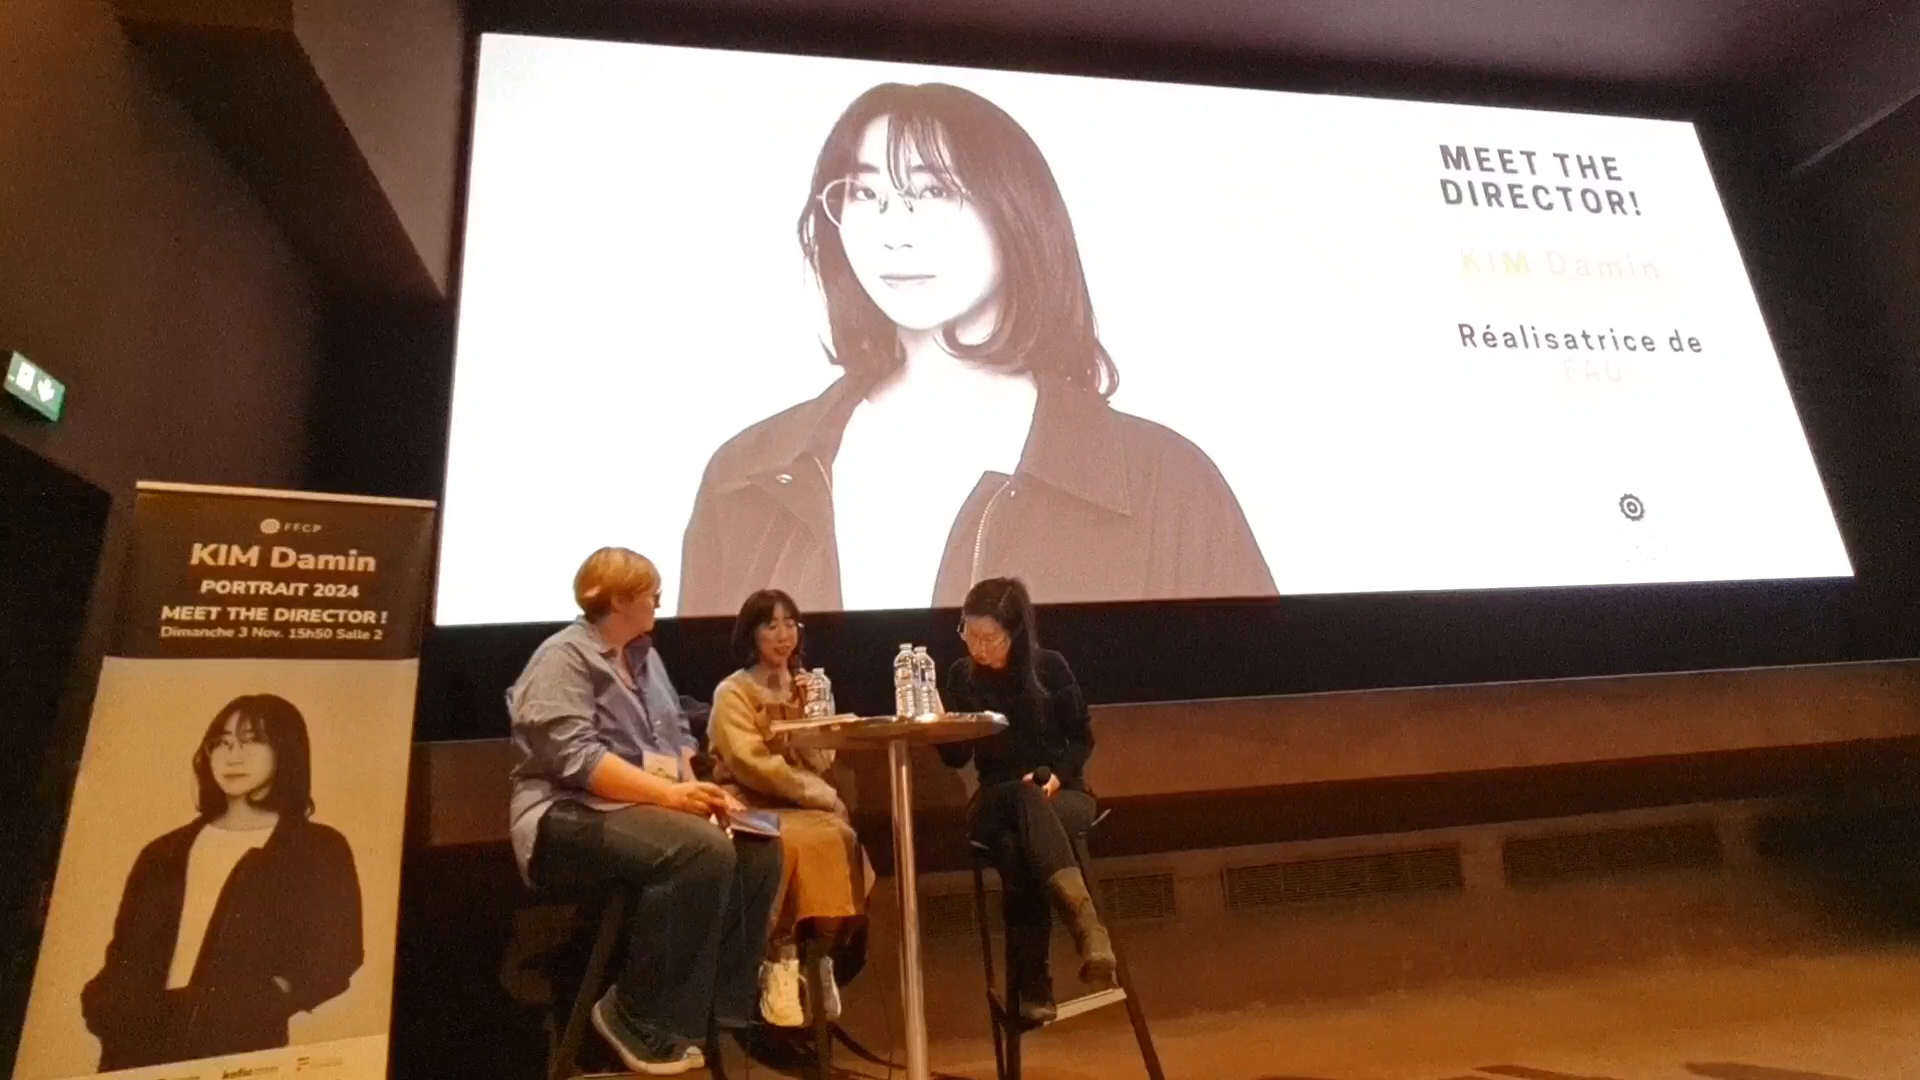 MEET THE
DIRECTOR!
KIM Damin
Réalisatrice de
FAQ
FFCP
KIM Damin
PORTRAIT 2024
MEET THE DIRECTOR !
Dimanche 3 Nov. 15h50 Salle 2